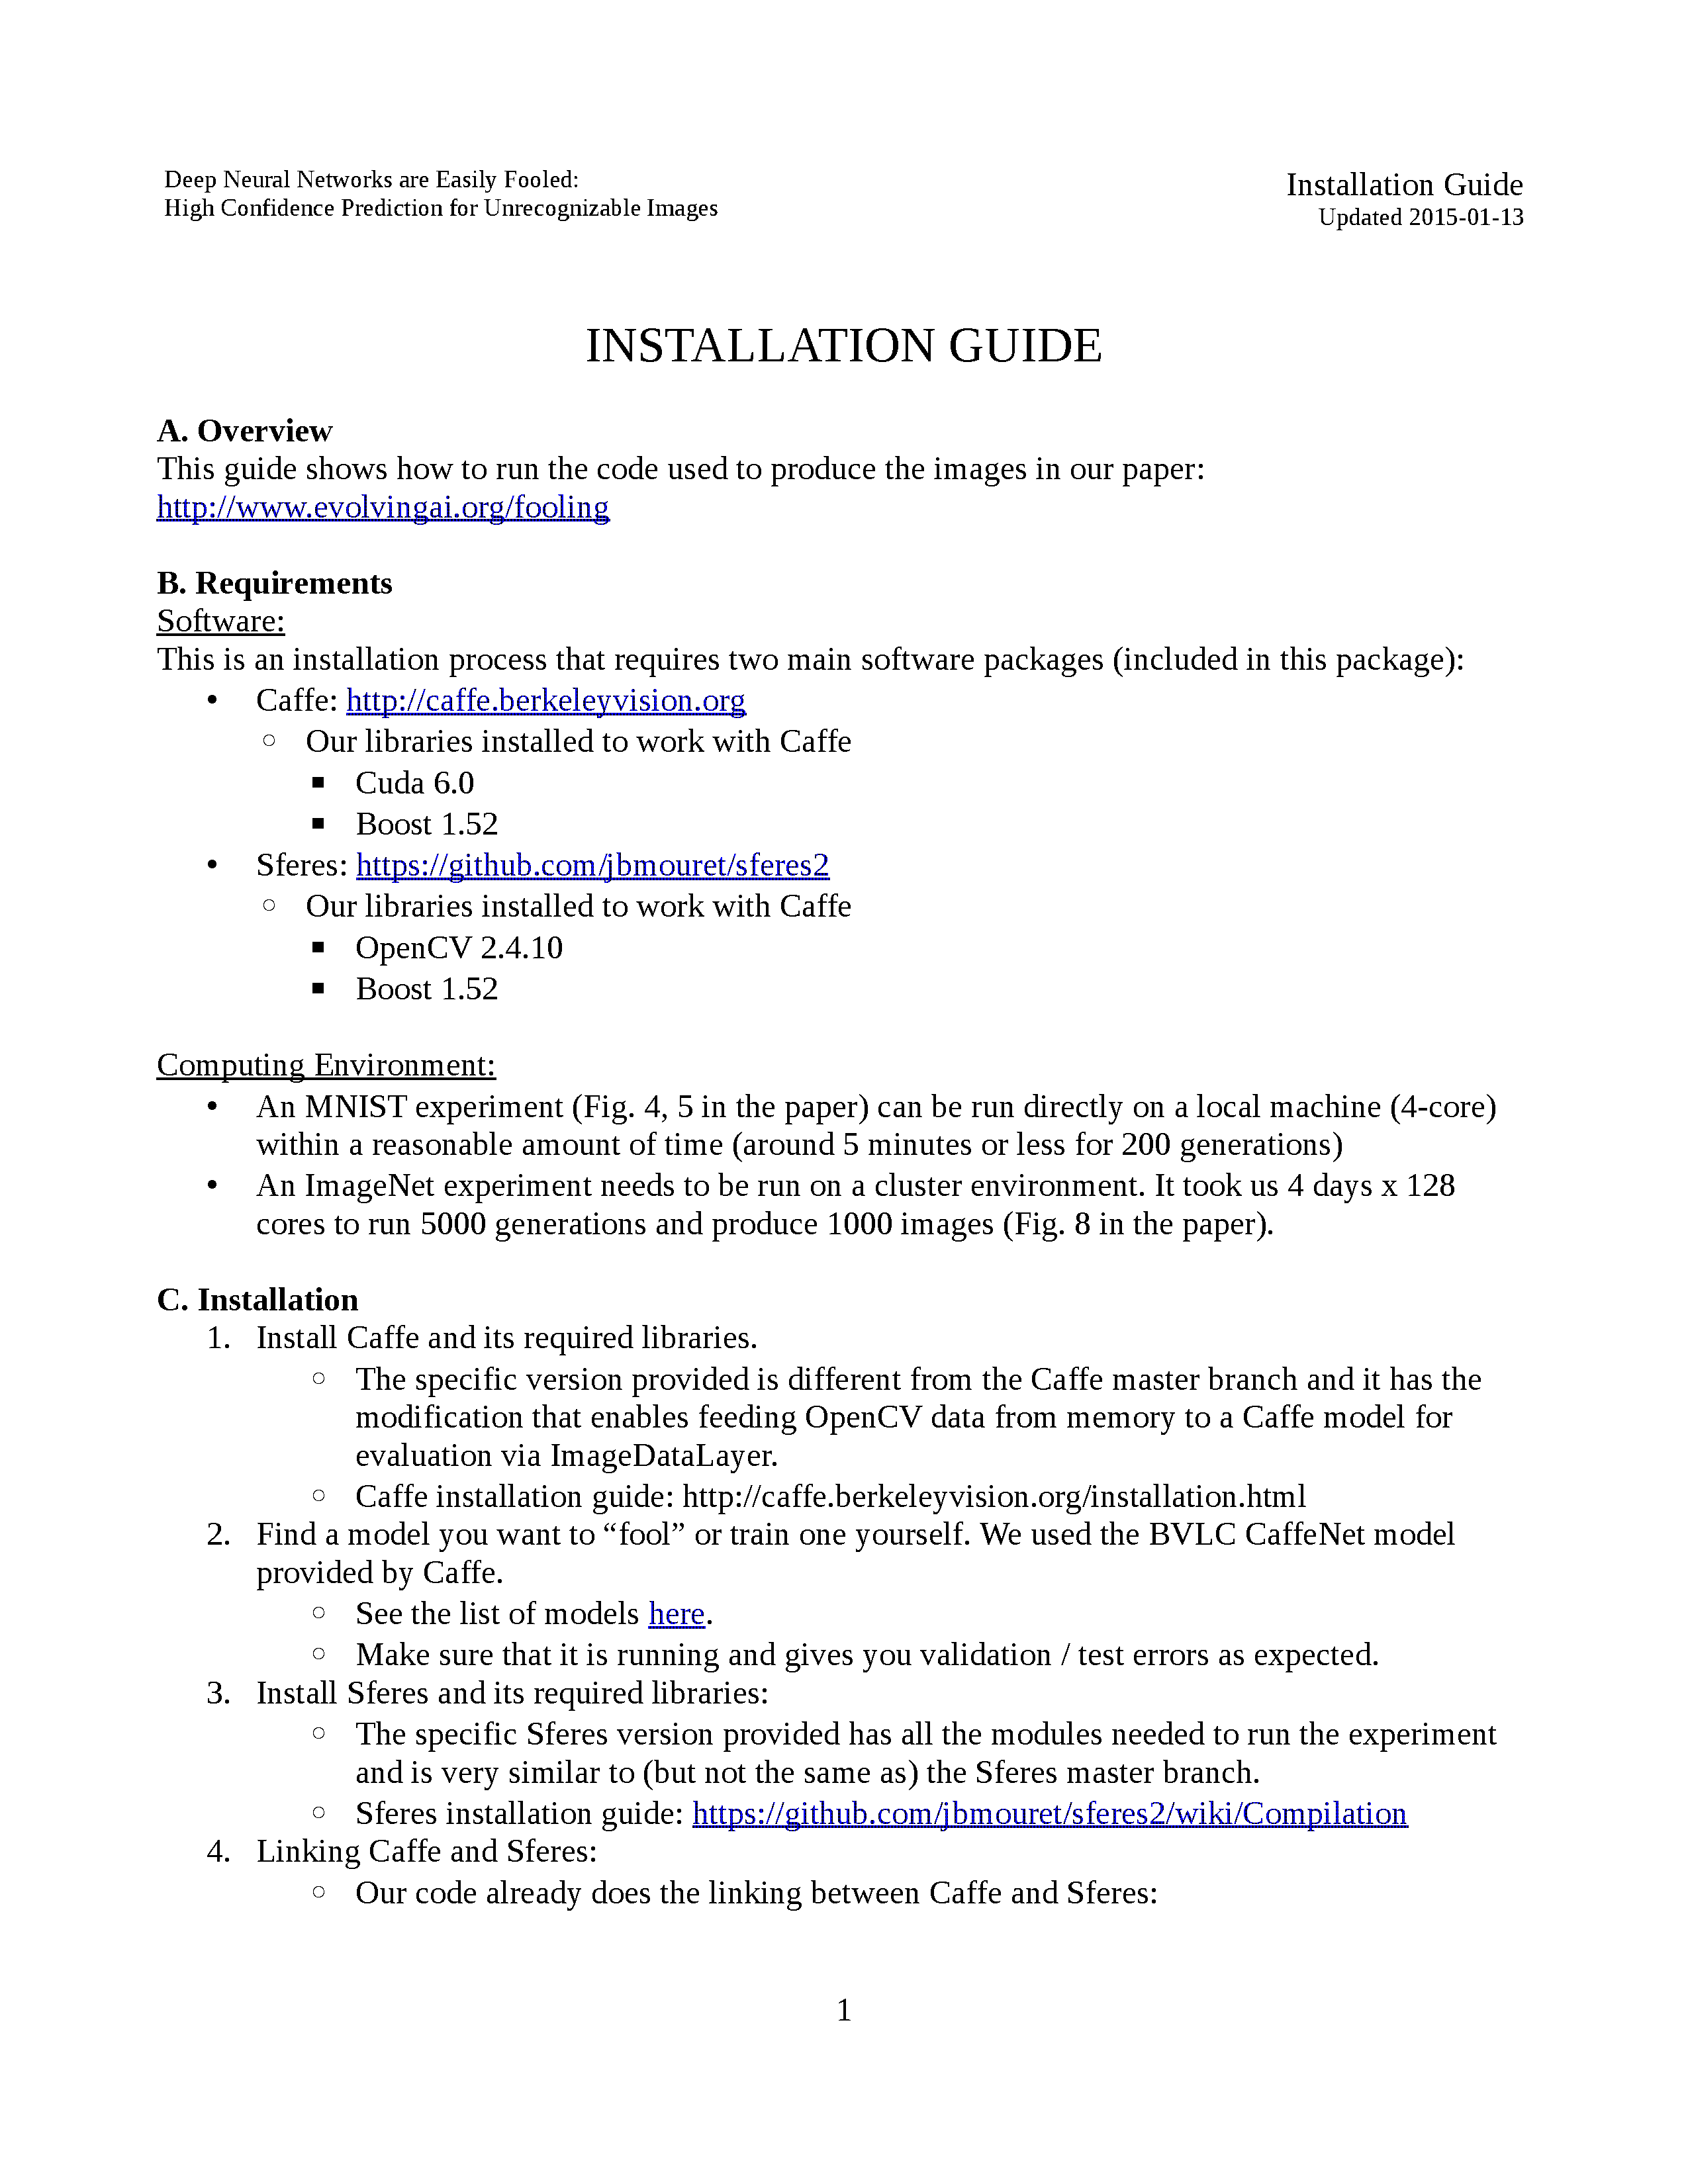 Deep Neural Networks are Easily Fooled:
High Confidence Prediction for Unrecognizable Images
Installation Guide
Updated 2015-01-13
INSTALLATION GUIDE
A. Overview
This guide shows how to run the code used to produce the images in our paper:
http://www.evolvingai.org/fooling
B. Requirements
Software:
This is an installation process that requires two main software packages (included in this package):
• Caffe: http://caffe.berkeleyvision.org
○ Our libraries installed to work with Caffe
■ Cuda 6.0
■ Boost 1.52
• Sferes: https://github.com/jbmouret/sferes2
○ Our libraries installed to work with Caffe
■ OpenCV 2.4.10
■ Boost 1.52
Computing Environment:
• An MNIST experiment (Fig. 4, 5 in the paper) can be run directly on a local machine (4-core)
within a reasonable amount of time (around 5 minutes or less for 200 generations)
• An ImageNet experiment needs to be run on a cluster environment. It took us 4 days x 128
cores to run 5000 generations and produce 1000 images (Fig. 8 in the paper).
C. Installation
1. Install Caffe and its required libraries.
○ The specific version provided is different from the Caffe master branch and it has the
modification that enables feeding OpenCV data from memory to a Caffe model for
evaluation via ImageDataLayer.
○ Caffe installation guide: http://caffe.berkeleyvision.org/installation.html
2. Find a model you want to “fool” or train one yourself. We used the BVLC CaffeNet model
provided by Caffe.
○ See the list of models here.
○ Make sure that it is running and gives you validation / test errors as expected.
3. Install Sferes and its required libraries:
○ The specific Sferes version provided has all the modules needed to run the experiment
and is very similar to (but not the same as) the Sferes master branch.
○ Sferes installation guide: https://github.com/jbmouret/sferes2/wiki/Compilation
4. Linking Caffe and Sferes:
○ Our code already does the linking between Caffe and Sferes:
1